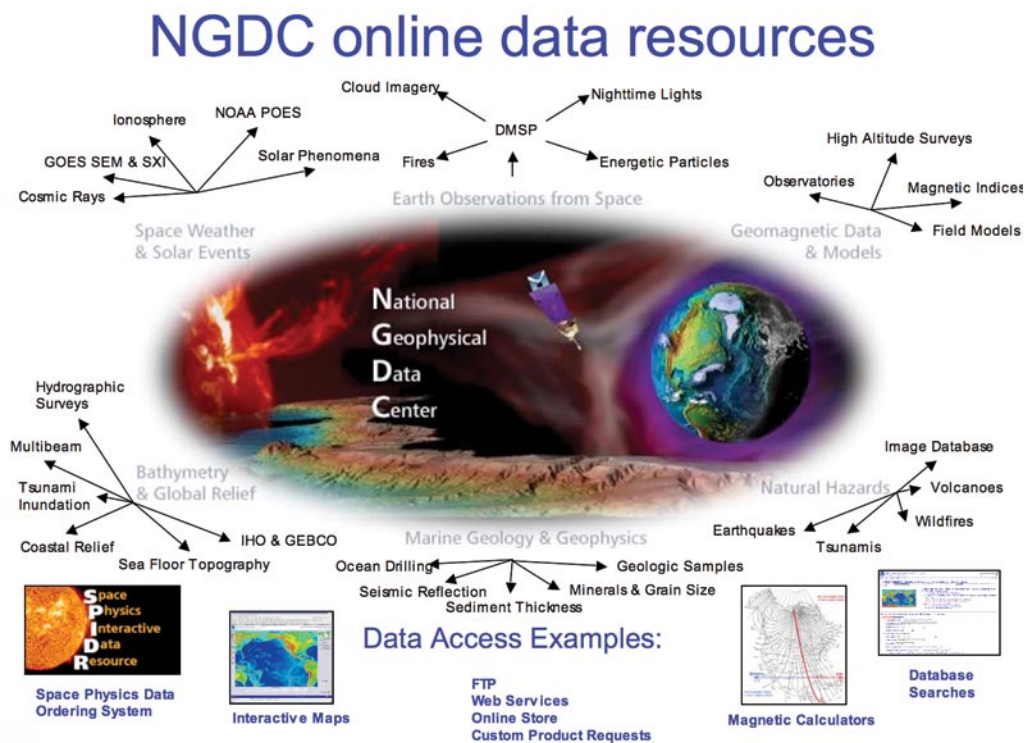 NGDC online data resources
Cloud Imagery
Nighttime Lights
DMSP
Fires
Energetic Particles
Earth Observations from Space
Ionosphere
NOAA POES
GOES SEM & SXI
Solar Phenomena
Cosmic Rays
Space Weather
& Solar Events
High Altitude Surveys
Observatories
Magnetic Indices
Field Models
Geomagnetic Data
& Models
National
Geophysical
Data
Center
Hydrographic
Surveys
Multibeam
Tsunami
Inundation
Coastal Relief
Sea Floor Topography
IHO & GEBCO
Bathymetry
& Global Relief
Marine Geology & Geophysics
Ocean Drilling
Seismic Reflection
Sediment Thickness
Minerals & Grain Size
Geologic Samples
Natural Hazards
Image Database
Volcanoes
Wildfires
Earthquakes
Tsunamis
Space
Physics
Interactive
Data
Resource
Space Physics Data
Ordering System
Interactive Maps
Data Access Examples:
FTP
Web Services
Online Store
Custom Product Requests
Magnetic Calculators
Database
Searches